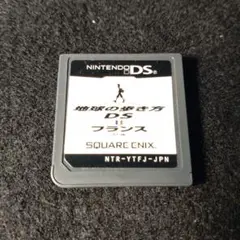 NINTENDO DS
地球の歩き方
DS
フランス
SQUARE ENIX
NTR-YTFJ-JPN